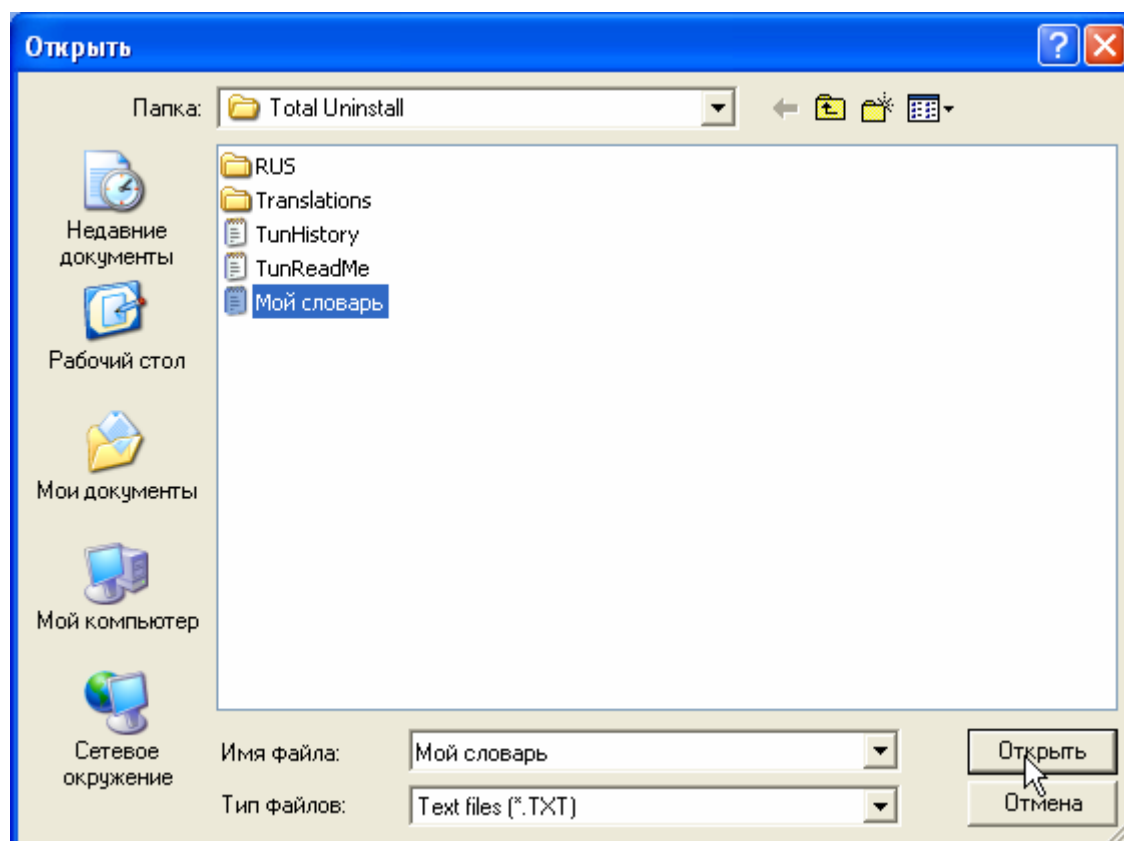 Открыть
Папка: Total Uninstall
RUS
Translations
TunHistory
TunReadMe
Мой словарь
Недавние
документы
Рабочий стол
Мои документы
Мой компьютер
Сетевое
окружение
Имя файла: Мой словарь Открыть
Тип файлов: Text files (*.TXT) Отмена